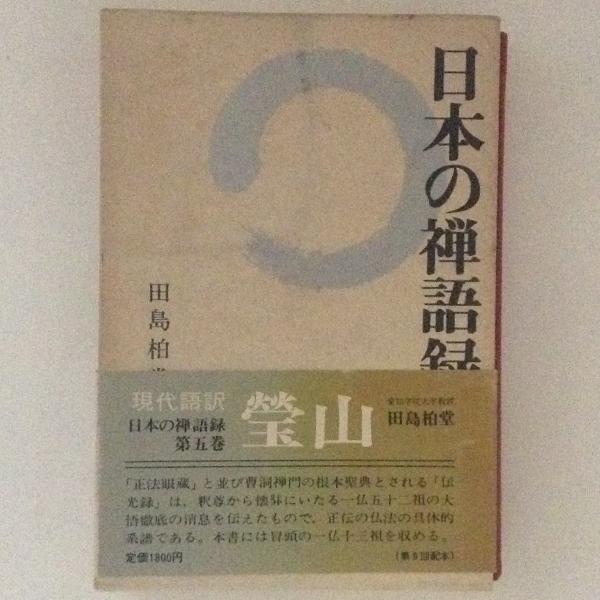 日本の禅語録
田島柏堂
現代語訳
日本の禅語録
第五巻
瑩山
愛知学院大学教授
田島柏堂
「正法眼蔵」と並び曹洞禅門の根本聖典とされる「伝
光録」は、釈尊から懐弉にいたる一仏五十二祖の大
悟徹底の消息を伝えたもので、正伝の仏法の具体的
系譜である。本書には冒頭の一仏十三祖を収める。
定価1800円
(第9回配本)